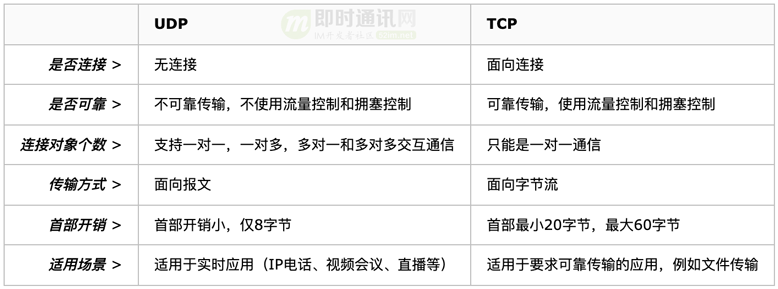 即时通讯网
UDP TCP
是否连接 > 无连接 面向连接
是否可靠 > 不可靠传输，不使用流量控制和拥塞控制 可靠传输，使用流量控制和拥塞控制
连接对象个数 > 支持一对一，一对多，多对一和多对多交互通信 只能是一对一通信
传输方式 > 面向报文 面向字节流
首部开销 > 首部开销小，仅8字节 首部最小20字节，最大60字节
适用场景 > 适用于实时应用（IP电话、视频会议、直播等） 适用于要求可靠传输的应用，例如文件传输